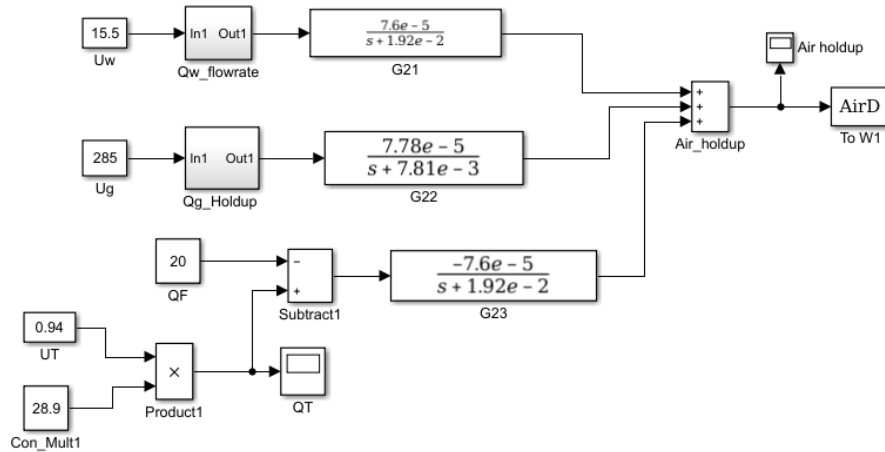 15.5
Uw
In1 Out1
Qw_flowrate
7.6e − 5
s + 1.92e − 2
G21
Air holdup
AirD
To W1
+
+
+
Air_holdup
285
Ug
In1 Out1
Qg_Holdup
7.78e − 5
s + 7.81e − 3
G22
20
QF
−
+
Subtract1
−7.6e − 5
s + 1.92e − 2
G23
0.94
UT
28.9
Con_Mult1
×
Product1
QT